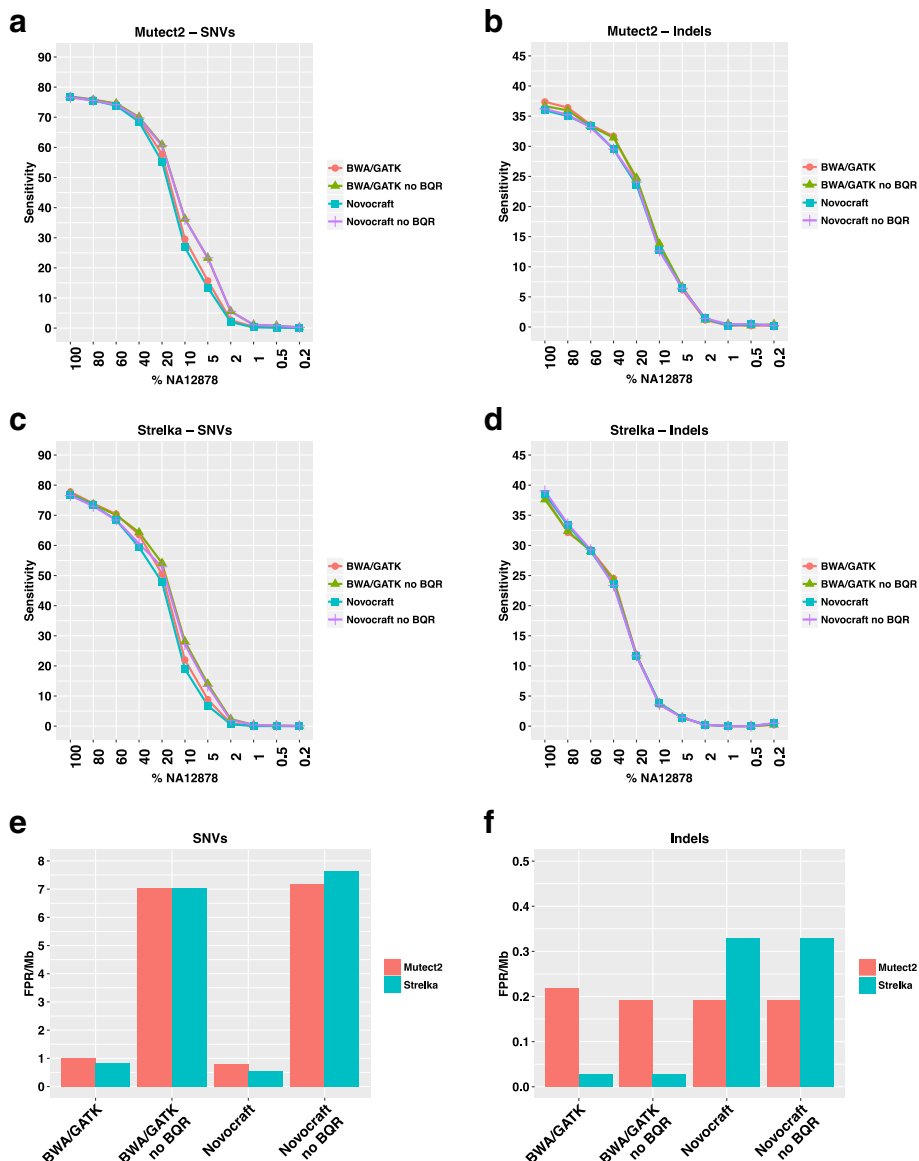 a
Mutect2 – SNVs
90
80
70
60
50
40
30
20
10
0
Sensitivity
100
80
60
40
20
10
5
2
1
0.5
0.2
% NA12878
BWA/GATK
BWA/GATK no BQR
Novocraft
Novocraft no BQR
b
Mutect2 – Indels
45
40
35
30
25
20
15
10
5
0
Sensitivity
100
80
60
40
20
10
5
2
1
0.5
0.2
% NA12878
BWA/GATK
BWA/GATK no BQR
Novocraft
Novocraft no BQR
c
Strelka – SNVs
90
80
70
60
50
40
30
20
10
0
Sensitivity
100
80
60
40
20
10
5
2
1
0.5
0.2
% NA12878
BWA/GATK
BWA/GATK no BQR
Novocraft
Novocraft no BQR
d
Strelka – Indels
45
40
35
30
25
20
15
10
5
0
Sensitivity
100
80
60
40
20
10
5
2
1
0.5
0.2
% NA12878
BWA/GATK
BWA/GATK no BQR
Novocraft
Novocraft no BQR
e
SNVs
8
7
6
5
4
3
2
1
0
FPR/Mb
BWA/GATK
BWA/GATK
no BQR
Novocraft
Novocraft
no BQR
Mutect2
Strelka
f
Indels
0.5
0.4
0.3
0.2
0.1
0.0
FPR/Mb
BWA/GATK
BWA/GATK
no BQR
Novocraft
Novocraft
no BQR
Mutect2
Strelka